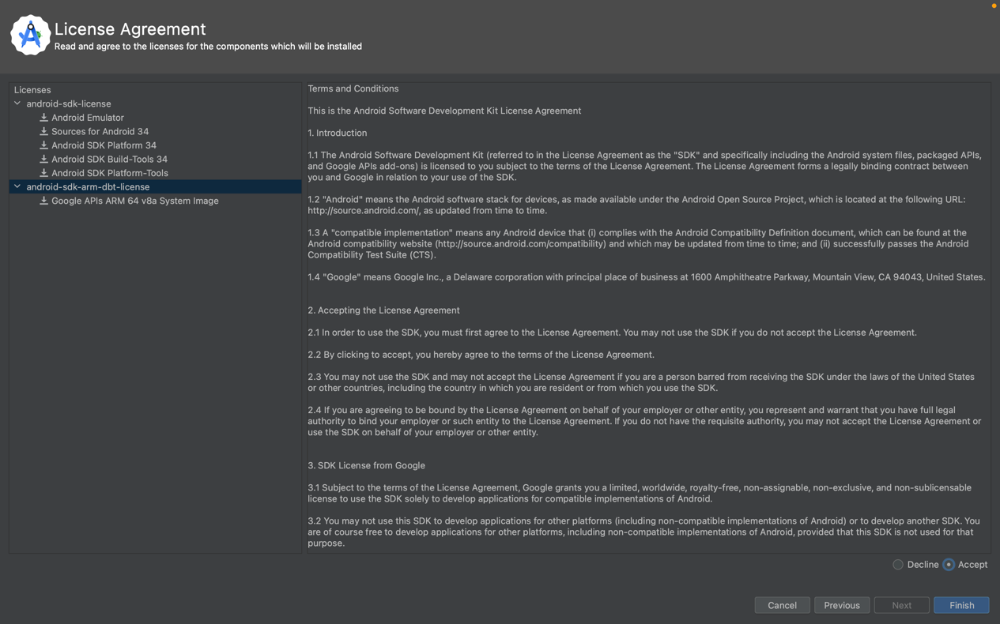 License Agreement
Read and agree to the licenses for the components which will be installed
Licenses
android-sdk-license
Android Emulator
Sources for Android 34
Android SDK Platform 34
Android SDK Build-Tools 34
Android SDK Platform-Tools
android-sdk-arm-dbt-license
Google APIs ARM 64 v8a System Image
Terms and Conditions
This is the Android Software Development Kit License Agreement
1. Introduction
1.1 The Android Software Development Kit (referred to in the License Agreement as the "SDK" and specifically including the Android system files, packaged APIs,
and Google APIs add-ons) is licensed to you subject to the terms of the License Agreement. The License Agreement forms a legally binding contract between
you and Google in relation to your use of the SDK.
1.2 "Android" means the Android software stack for devices, as made available under the Android Open Source Project, which is located at the following URL:
http://source.android.com/, as updated from time to time.
1.3 A "compatible implementation" means any Android device that (i) complies with the Android Compatibility Definition document, which can be found at the
Android compatibility website (http://source.android.com/compatibility) and which may be updated from time to time; and (ii) successfully passes the Android
Compatibility Test Suite (CTS).
1.4 "Google" means Google Inc., a Delaware corporation with principal place of business at 1600 Amphitheatre Parkway, Mountain View, CA 94043, United States.
2. Accepting the License Agreement
2.1 In order to use the SDK, you must first agree to the License Agreement. You may not use the SDK if you do not accept the License Agreement.
2.2 By clicking to accept, you hereby agree to the terms of the License Agreement.
2.3 You may not use the SDK and may not accept the License Agreement if you are a person barred from receiving the SDK under the laws of the United States
or other countries, including the country in which you are resident or from which you use the SDK.
2.4 If you are agreeing to be bound by the License Agreement on behalf of your employer or other entity, you represent and warrant that you have full legal
authority to bind your employer or such entity to the License Agreement. If you do not have the requisite authority, you may not accept the License Agreement or
use the SDK on behalf of your employer or other entity.
3. SDK License from Google
3.1 Subject to the terms of the License Agreement, Google grants you a limited, worldwide, royalty-free, non-assignable, non-exclusive, and non-sublicensable
license to use the SDK solely to develop applications for compatible implementations of Android.
3.2 You may not use this SDK to develop applications for other platforms (including non-compatible implementations of Android) or to develop another SDK. You
are of course free to develop applications for other platforms, including non-compatible implementations of Android, provided that this SDK is not used for that
purpose.
Decline
Accept
Cancel
Previous
Next
Finish